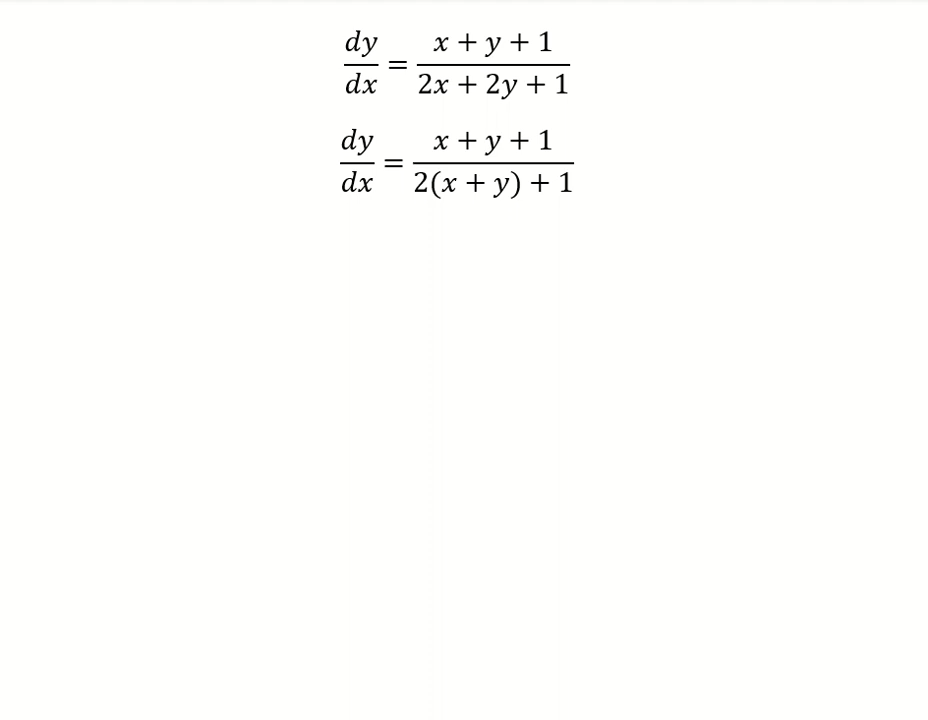 dy/dx = (x + y + 1)/(2x + 2y + 1)
dy/dx = (x + y + 1)/(2(x + y) + 1)